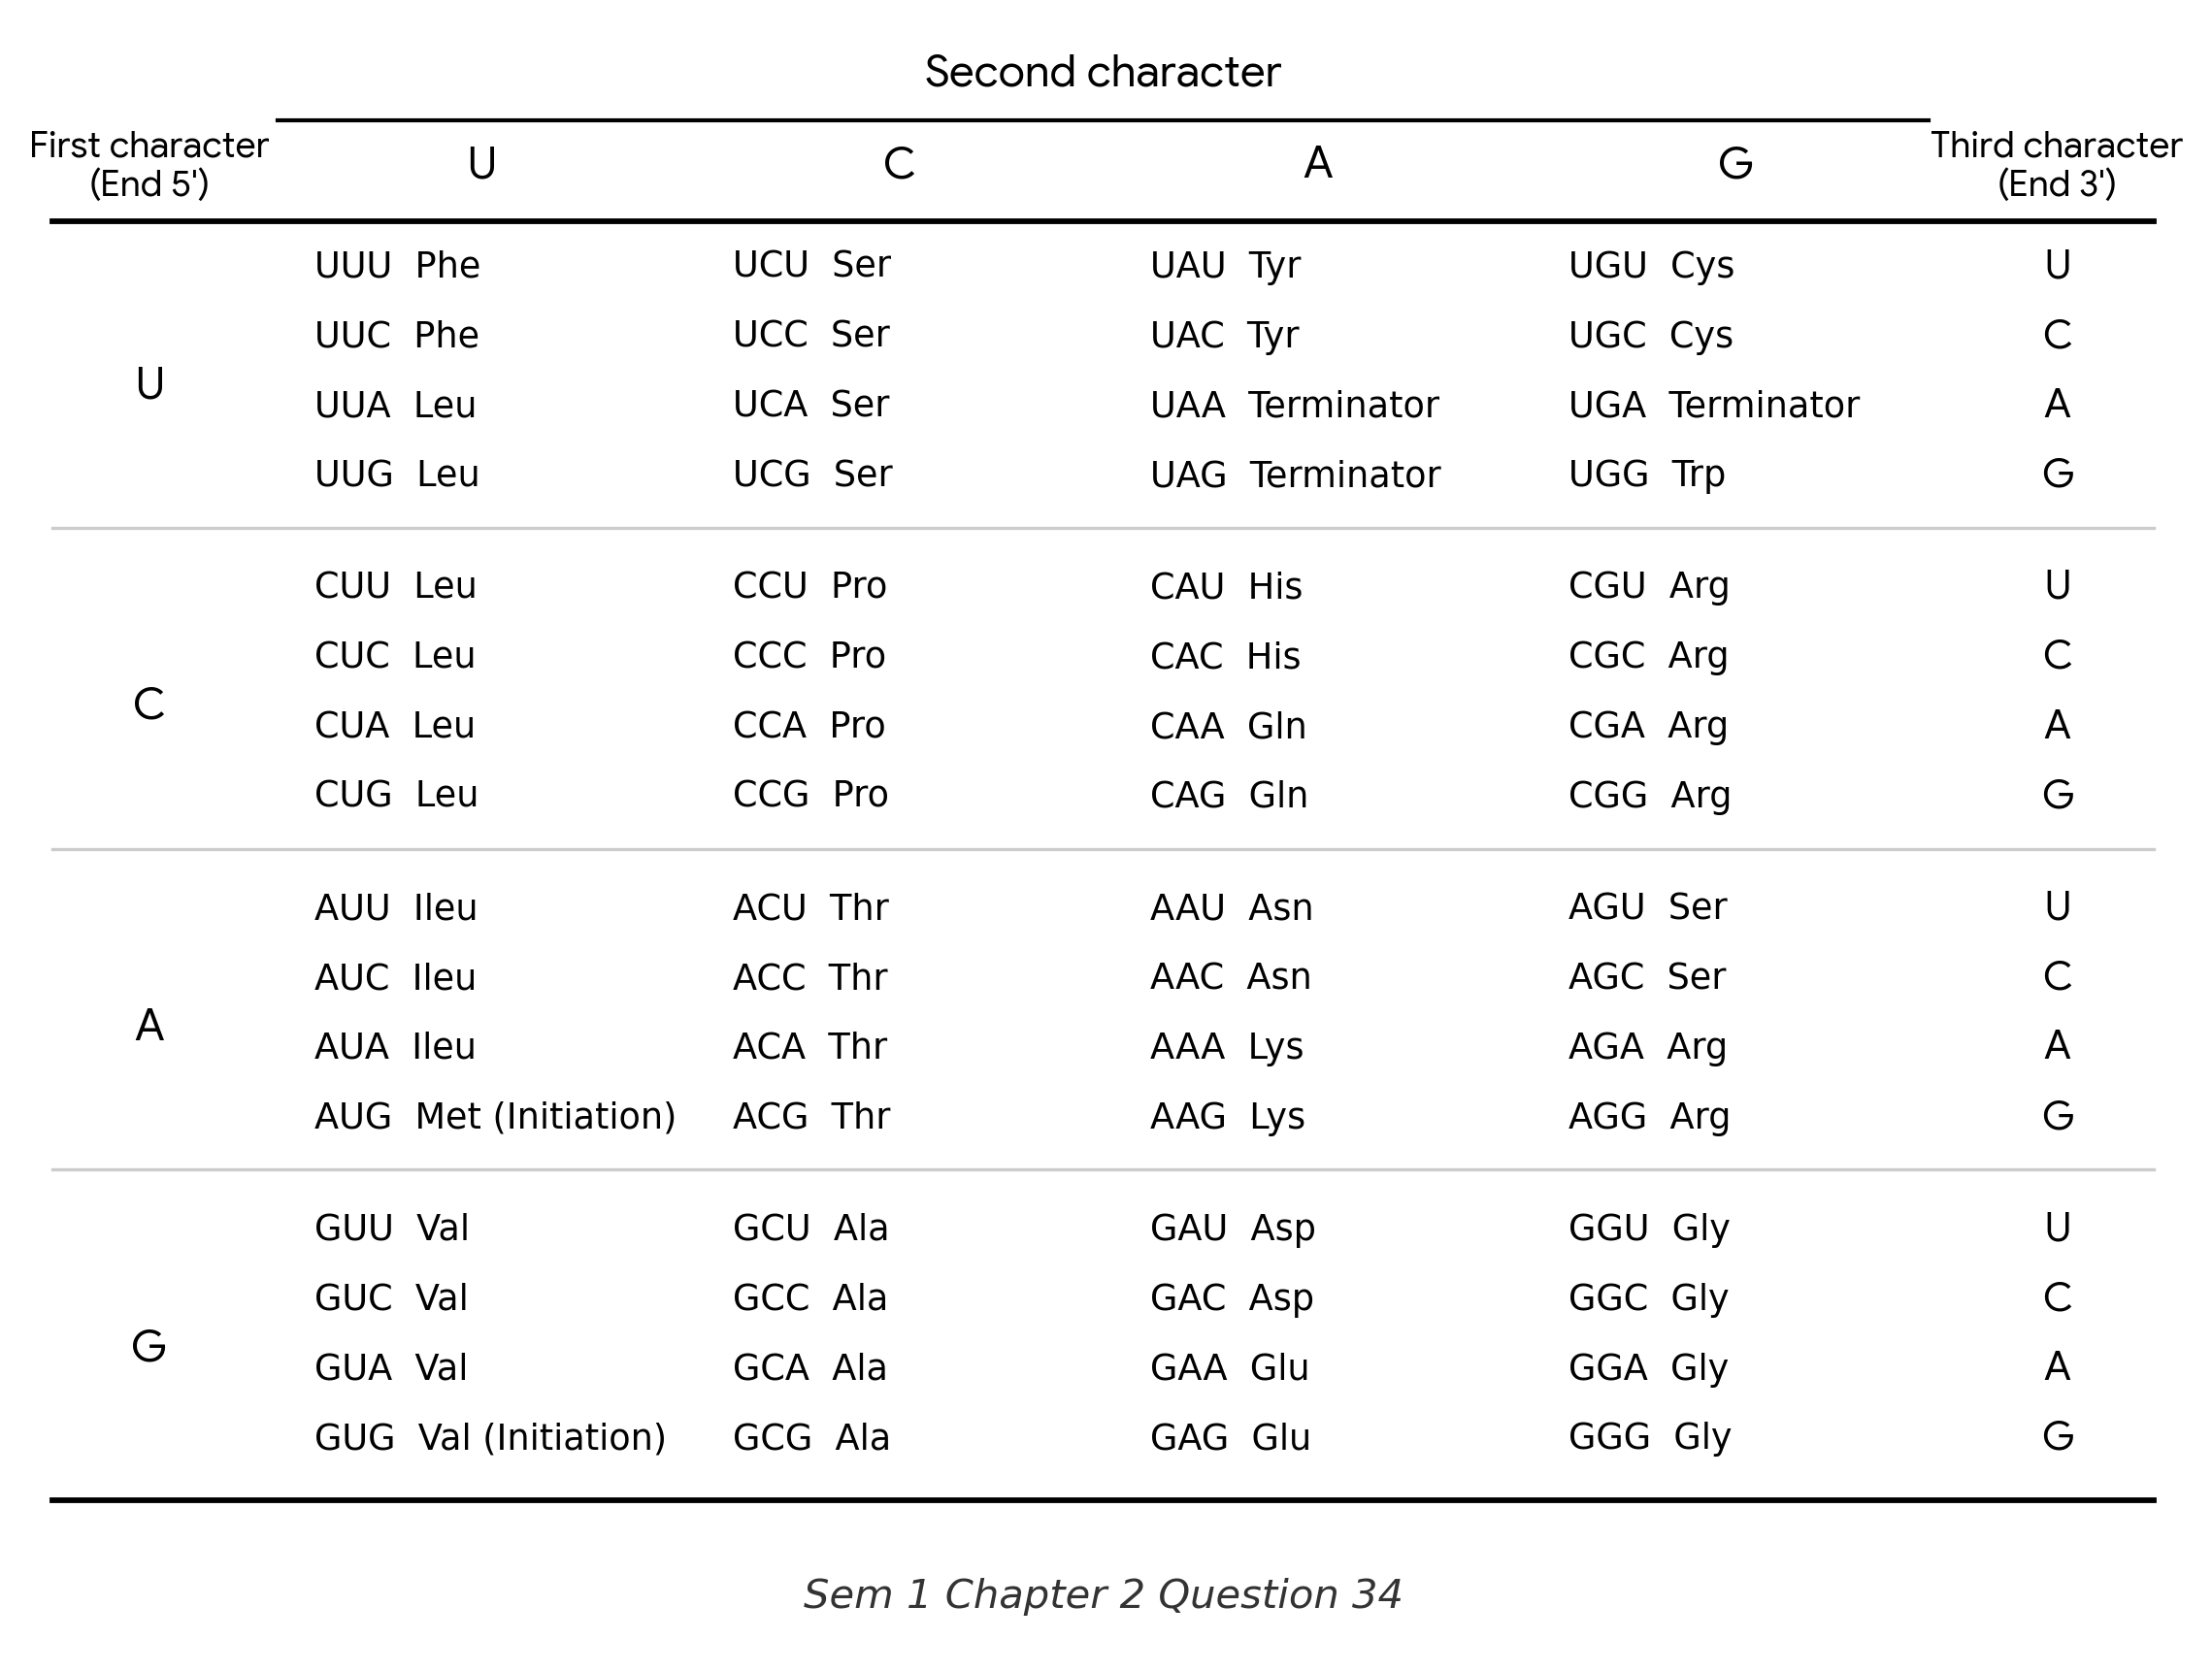 Second character
First character
(End 5')
U C A G
Third character
(End 3')
U
UUU Phe UCU Ser UAU Tyr UGU Cys U
UUC Phe UCC Ser UAC Tyr UGC Cys C
UUA Leu UCA Ser UAA Terminator UGA Terminator A
UUG Leu UCG Ser UAG Terminator UGG Trp G
C
CUU Leu CCU Pro CAU His CGU Arg U
CUC Leu CCC Pro CAC His CGC Arg C
CUA Leu CCA Pro CAA Gln CGA Arg A
CUG Leu CCG Pro CAG Gln CGG Arg G
A
AUU Ileu ACU Thr AAU Asn AGU Ser U
AUC Ileu ACC Thr AAC Asn AGC Ser C
AUA Ileu ACA Thr AAA Lys AGA Arg A
AUG Met (Initiation) ACG Thr AAG Lys AGG Arg G
G
GUU Val GCU Ala GAU Asp GGU Gly U
GUC Val GCC Ala GAC Asp GGC Gly C
GUA Val GCA Ala GAA Glu GGA Gly A
GUG Val (Initiation) GCG Ala GAG Glu GGG Gly G
Sem 1 Chapter 2 Question 34